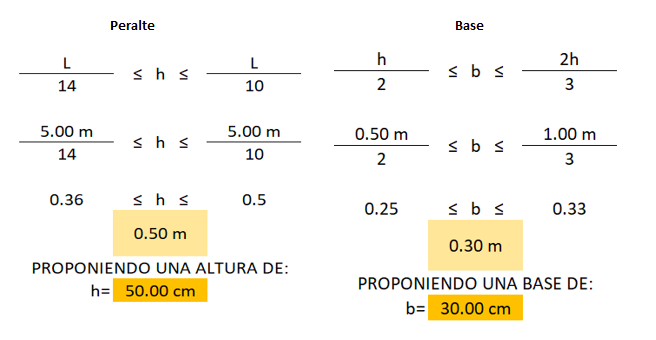 Peralte
L
14
≤ h ≤
L
10
5.00 m
14
≤ h ≤
5.00 m
10
0.36 ≤ h ≤ 0.5
0.50 m
PROPONIENDO UNA ALTURA DE:
h= 50.00 cm
Base
h
2
≤ b ≤
2h
3
0.50 m
2
≤ b ≤
1.00 m
3
0.25 ≤ b ≤ 0.33
0.30 m
PROPONIENDO UNA BASE DE:
b= 30.00 cm